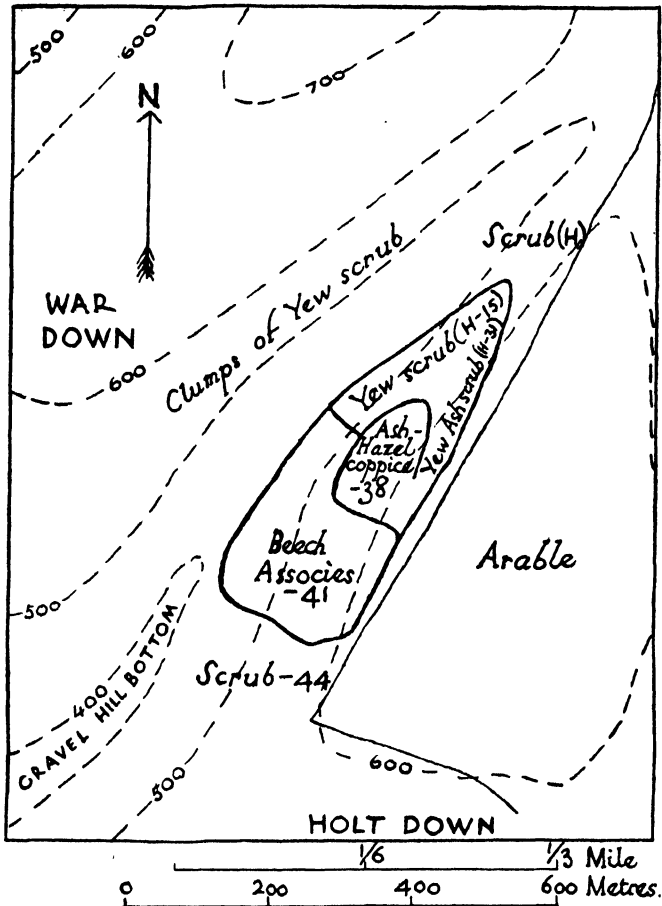 500
600
700
N
Scrub(H)
WAR
DOWN
Clumps of Yew scrub
600
Yew scrub(H-15)
Yew Ash scrub(H-31)
Ash-
Hazel
coppice
-38
Beech
Associes
-41
Arable
500
400
GRAVEL HILL BOTTOM
Scrub-44
500
600
HOLT DOWN
1/6
1/3 Mile
0
200
400
600 Metres.